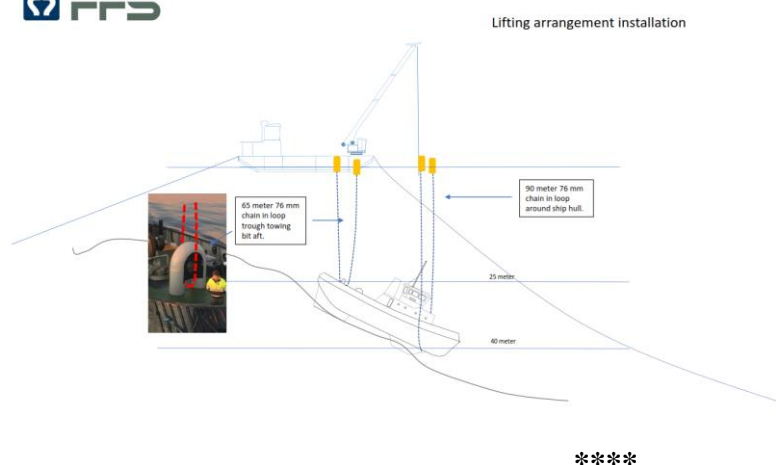 FFS
Lifting arrangement installation
65 meter 76 mm
chain in loop
trough towing
bit aft.
90 meter 76 mm
chain in loop
around ship hull.
25 meter
40 meter
****